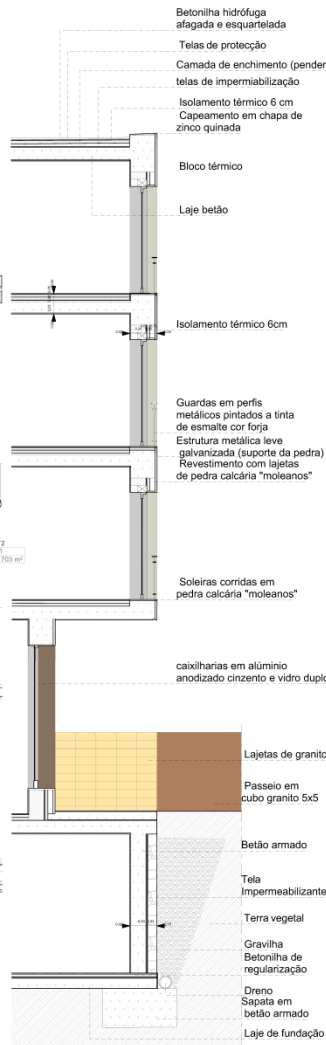 Betonilha hidrófuga
afagada e esquartelada
Telas de protecção
Camada de enchimento (pender
telas de impermiabilização
Isolamento térmico 6 cm
Capeamento em chapa de
zinco quinada
Bloco térmico
Laje betão
Isolamento térmico 6cm
Guardas em perfis
metálicos pintados a tinta
de esmalte cor forja
Estrutura metálica leve
galvanizada (suporte da pedra)
Revestimento com lajetas
de pedra calcária "moleanos"
Soleiras corridas em
pedra calcária "moleanos"
caixilharias em alúminio
anodizado cinzento e vidro duplo
Lajetas de granito
Passeio em
cubo granito 5x5
Betão armado
Tela
Impermeabilizante
Terra vegetal
Gravilha
Betonilha de
regularização
Dreno
Sapata em
betão armado
Laje de fundação